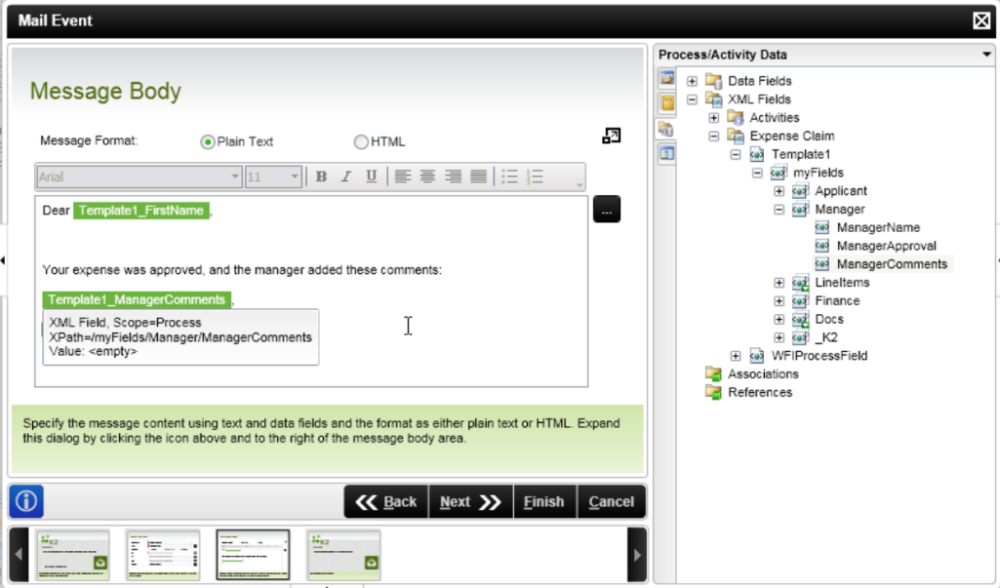 Mail Event
Message Body
Message Format:
Plain Text
HTML
Arial
11
B I U
Dear Template1_FirstName ,
...
Your expense was approved, and the manager added these comments:
Template1_ManagerComments ,
XML Field, Scope=Process
XPath=/myFields/Manager/ManagerComments
Value: <empty>
Specify the message content using text and data fields and the format as either plain text or HTML. Expand
this dialog by clicking the icon above and to the right of the message body area.
Back
Next
Finish
Cancel
K2
K2
Process/Activity Data
Data Fields
XML Fields
Activities
Expense Claim
Template1
myFields
Applicant
Manager
ManagerName
ManagerApproval
ManagerComments
LineItems
Finance
Docs
_K2
WFIProcessField
Associations
References